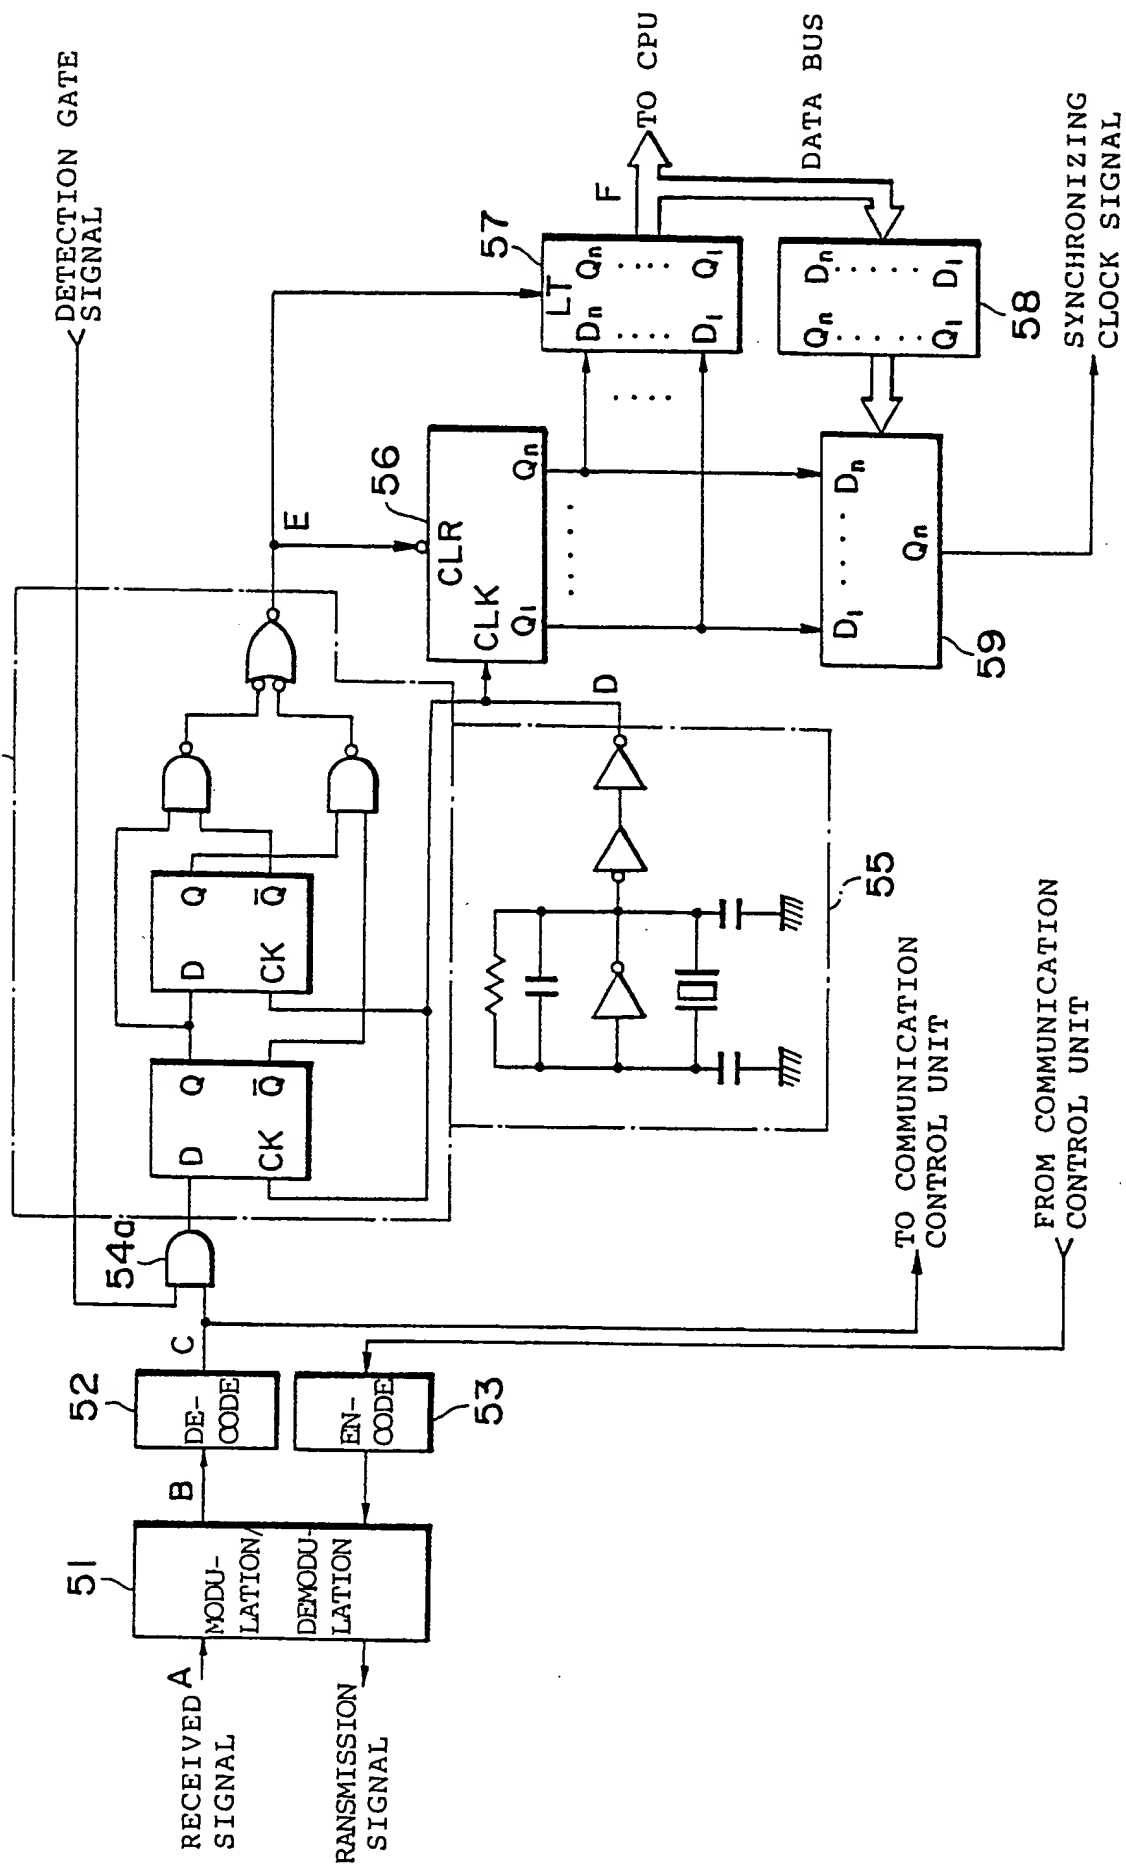 RECEIVED
SIGNAL
A
RANSMISSION
SIGNAL
51
MODU-
LATION/
DEMODU-
LATION
B
52
DE-
CODE
C
53
EN-
CODE
54a
DETECTION GATE
SIGNAL
D Q
CK Q̅
D Q
CK Q̅
E
55
D
56
CLR
CLK
Q1 ..... Qn
57
LT
Dn .... D1
Qn .... Q1
F
TO CPU
DATA BUS
58
Qn ..... Q1
Dn ..... D1
59
D1 .... Dn
Qn
SYNCHRONIZING
CLOCK SIGNAL
TO COMMUNICATION
CONTROL UNIT
FROM COMMUNICATION
CONTROL UNIT